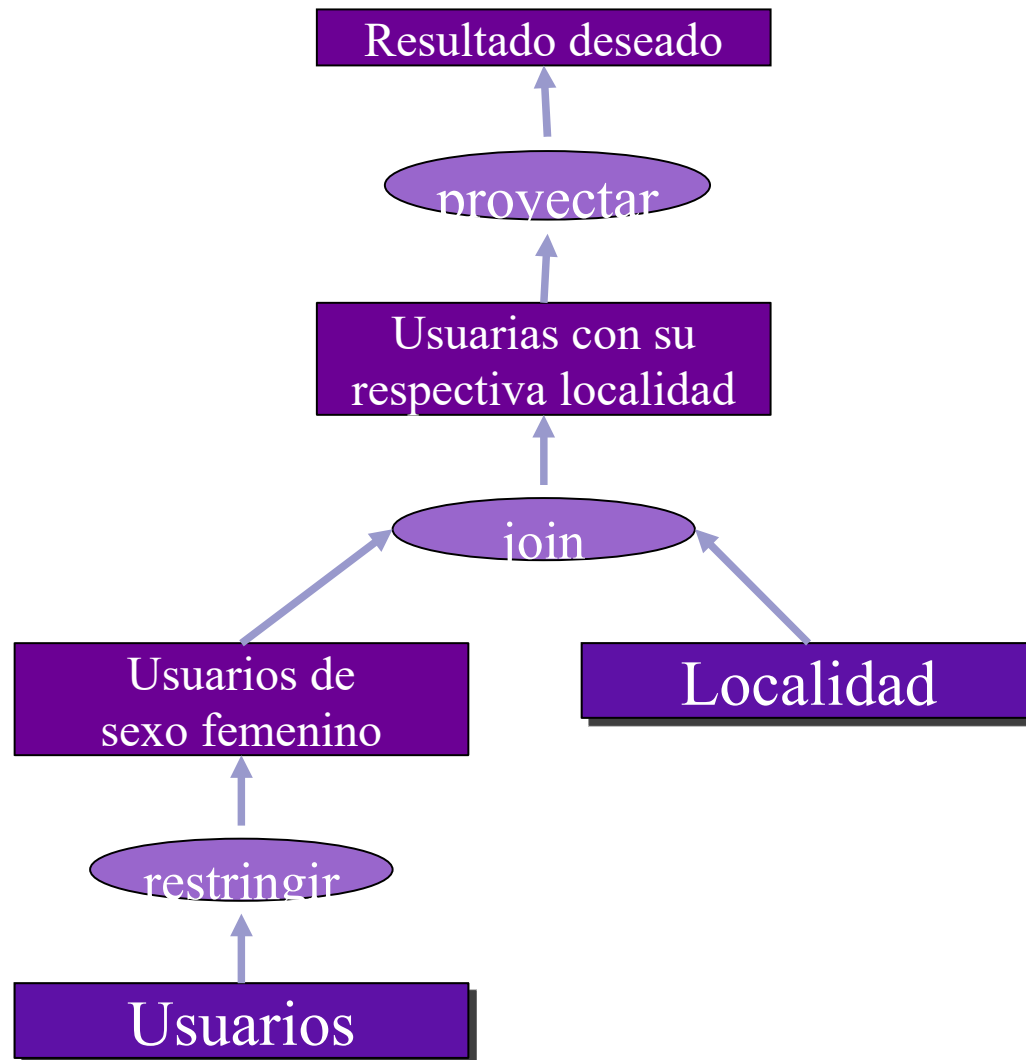 Resultado deseado
proyectar
Usuarias con su
respectiva localidad
join
Usuarios de
sexo femenino
Localidad
restringir
Usuarios